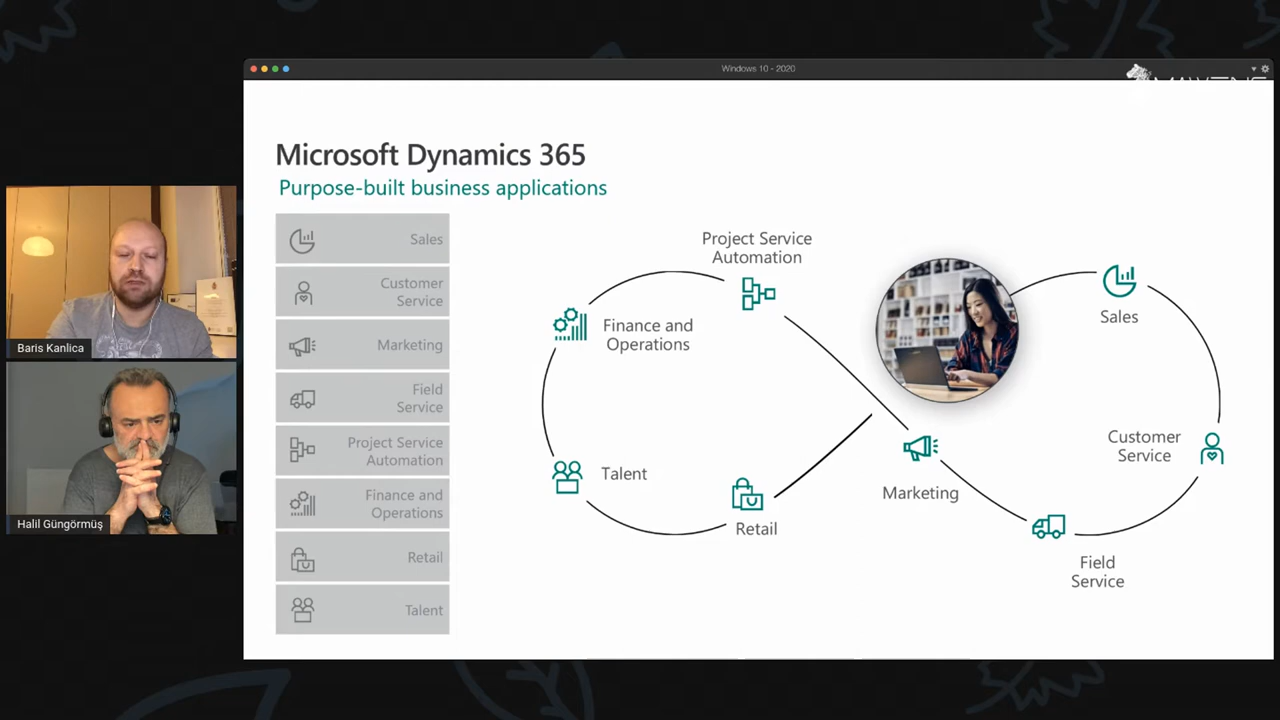 Windows 10 - 2020
Microsoft Dynamics 365
Purpose-built business applications
Sales
Customer
Service
Marketing
Field
Service
Project Service
Automation
Finance and
Operations
Retail
Talent
Project Service
Automation
Finance and
Operations
Talent
Retail
Marketing
Sales
Customer
Service
Field
Service
Baris Kanlica
Halil Güngörmüş